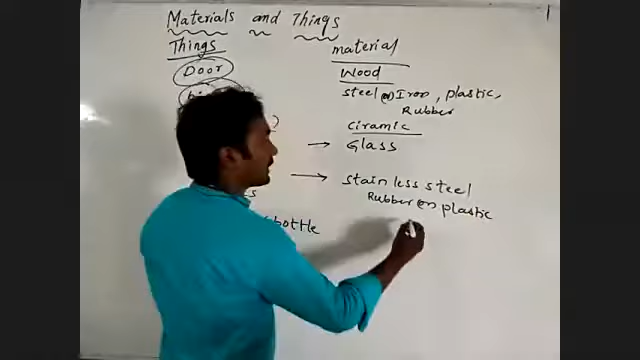 Materials and Things
1
Things
material
Door
Wood
steel (or) Iron, plastic,
Rubber
)
Ciramic
→ Glass
→ stainless steel
s
Rubber (or) plastic
bottle